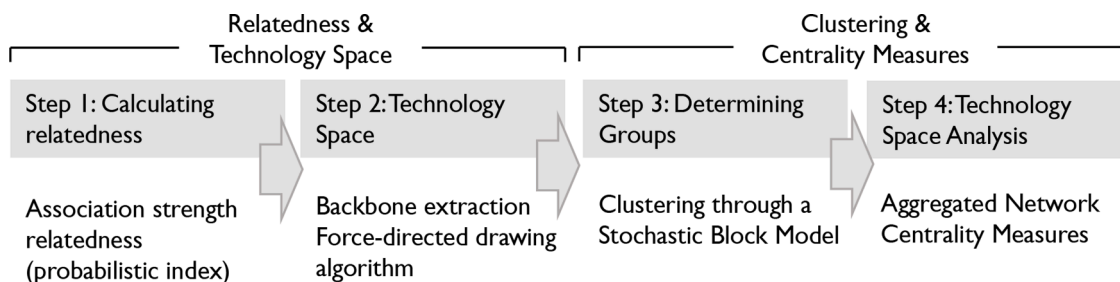 Relatedness &
Technology Space
Clustering &
Centrality Measures
Step 1: Calculating
relatedness
Step 2: Technology
Space
Step 3: Determining
Groups
Step 4: Technology
Space Analysis
Association strength
relatedness
(probabilistic index)
Backbone extraction
Force-directed drawing
algorithm
Clustering through a
Stochastic Block Model
Aggregated Network
Centrality Measures